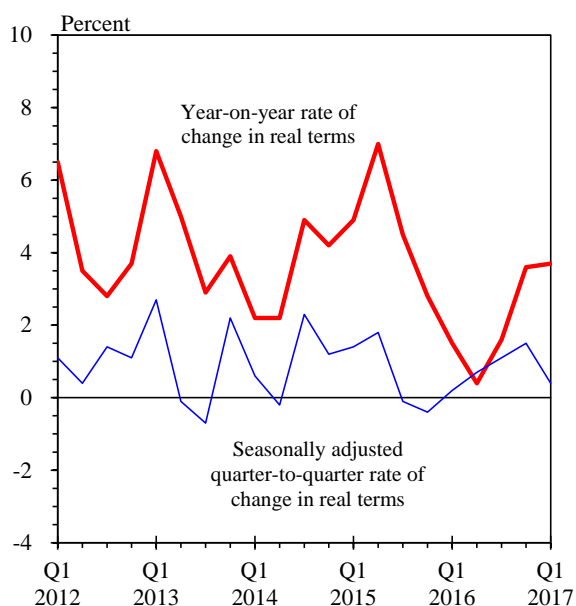 Percent
10
Year-on-year rate of
change in real terms
8
6
4
2
0
Seasonally adjusted
quarter-to-quarter rate of
change in real terms
-2
-4
Q1 Q1 Q1 Q1 Q1 Q1
2012 2013 2014 2015 2016 2017